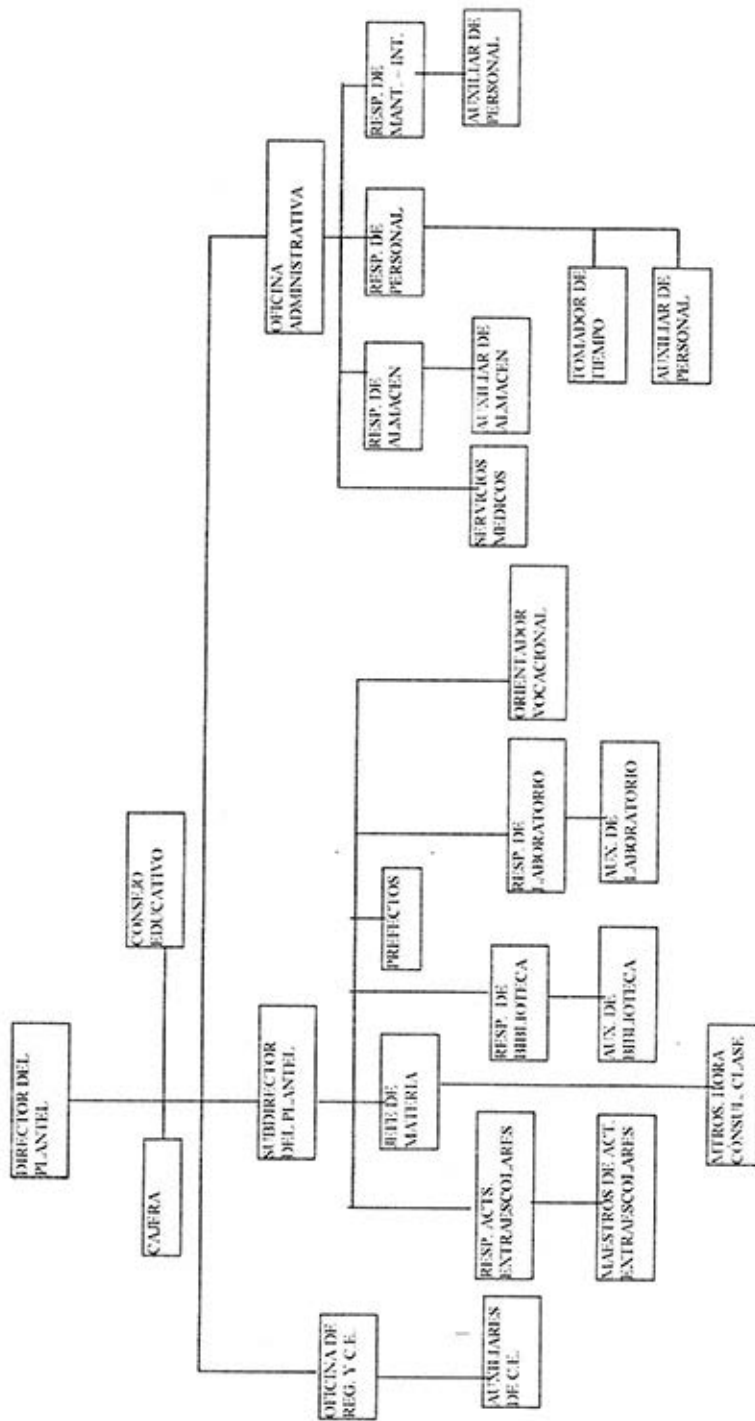 DIRECTOR DEL
PLANTEL
CAJERA
CONSEJO
EDUCATIVO
OFICINA DE
REG. Y C.E.
SUBDIRECTOR
DEL PLANTEL
OFICINA
ADMINISTRATIVA
AUXILIARES
DE C.E.
RESP. ACTS.
EXTRAESCOLARES
JEFE DE
MATERIA
RESP. DE
BIBLIOTECA
PREFECTOS
RESP. DE
LABORATORIO
ORIENTADOR
VOCACIONAL
SERVICIOS
MEDICOS
RESP. DE
ALMACEN
RESP. DE
PERSONAL
RESP. DE
MANT. – INT.
MAESTROS DE ACT.
EXTRAESCOLARES
MTROS. HORA
CONSUL. CLASE
AUX. DE
BIBLIOTECA
AUX. DE
LABORATORIO
AUXILIAR DE
ALMACEN
TOMADOR DE
TIEMPO
AUXILIAR DE
PERSONAL
AUXILIAR DE
PERSONAL